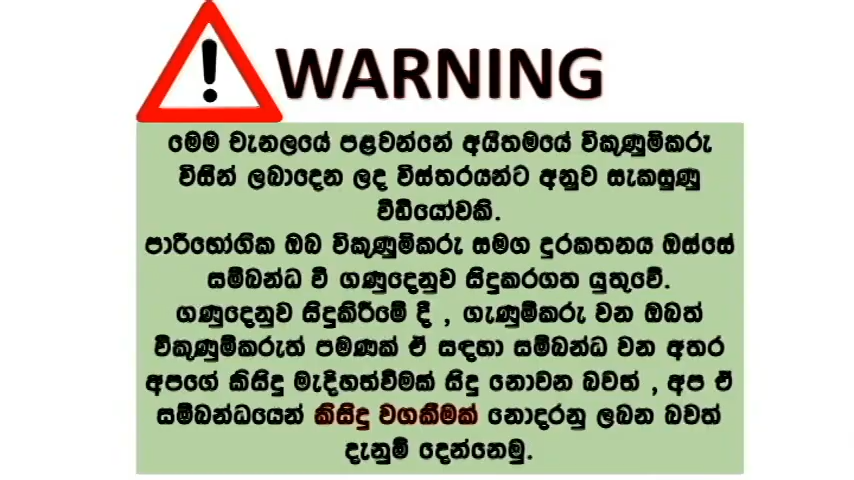 WARNING
මෙම චැනලයේ පළවන්නේ අයිතමයේ විකුණුම්කරු
විසින් ලබාදෙන ලද විස්තරයන්ට අනුව සැකසුණු
වීඩියෝවකි.
පාරිභෝගික ඔබ විකුණුම්කරු සමග දුරකතනය ඔස්සේ
සම්බන්ධ වී ගණුදෙනුව සිදුකරගත යුතුවේ.
ගණුදෙනුව සිදුකිරීමේ දී , ගැණුම්කරු වන ඔබත්
විකුණුම්කරුත් පමණක් ඒ සඳහා සම්බන්ධ වන අතර
අපගේ කිසිදු මැදිහත්වීමක් සිදු නොවන බවත් , අප ඒ
සම්බන්ධයෙන් කිසිදු වගකීමක් නොදරනු ලබන බවත්
දැනුම් දෙන්නෙමු.